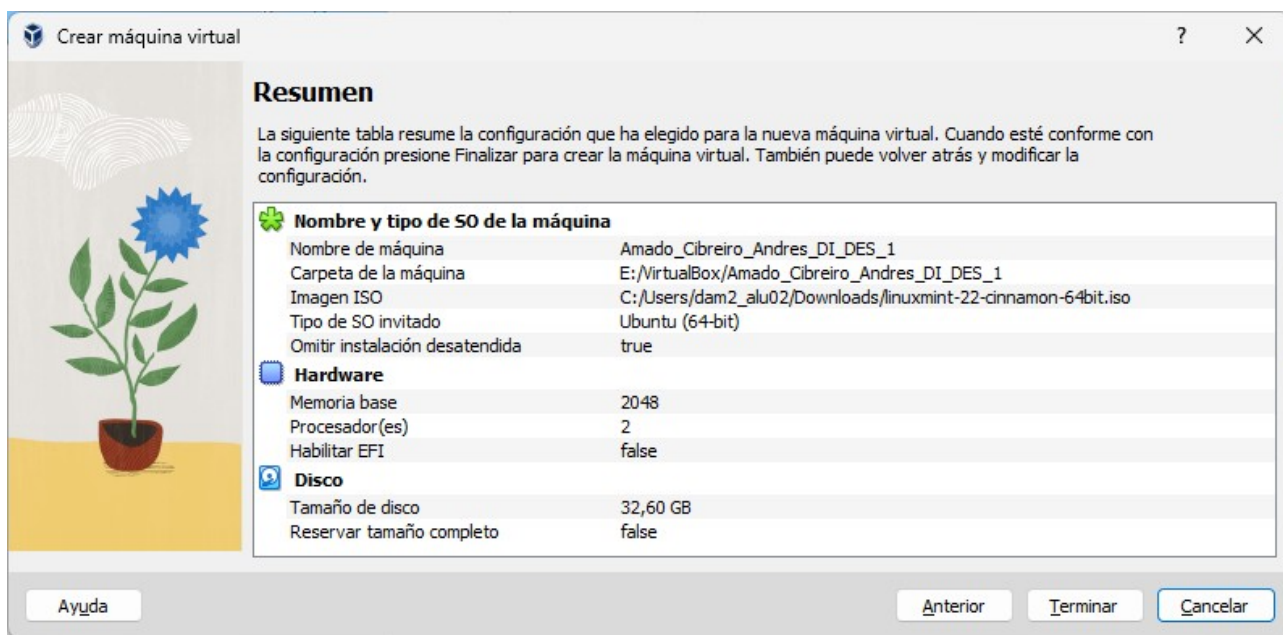 Crear máquina virtual ?
Resumen
La siguiente tabla resume la configuración que ha elegido para la nueva máquina virtual. Cuando esté conforme con
la configuración presione Finalizar para crear la máquina virtual. También puede volver atrás y modificar la
configuración.
Nombre y tipo de SO de la máquina
Nombre de máquina Amado_Cibreiro_Andres_DI_DES_1
Carpeta de la máquina E:/VirtualBox/Amado_Cibreiro_Andres_DI_DES_1
Imagen ISO C:/Users/dam2_alu02/Downloads/linuxmint-22-cinnamon-64bit.iso
Tipo de SO invitado Ubuntu (64-bit)
Omitir instalación desatendida true
Hardware
Memoria base 2048
Procesador(es) 2
Habilitar EFI false
Disco
Tamaño de disco 32,60 GB
Reservar tamaño completo false
Ayuda Anterior Terminar Cancelar